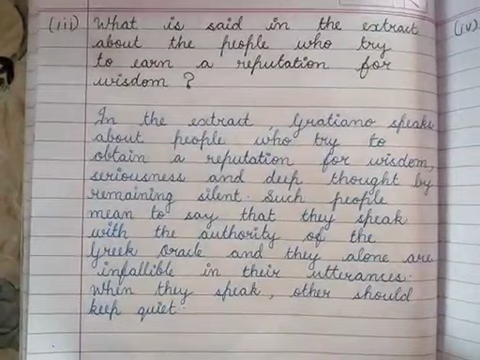 (iii) What is said in the extract
about the people who try
to earn a reputation for
wisdom ?
In the extract, Gratiano speaks
about people who try to
obtain a reputation for wisdom,
seriousness and deep thought by
remaining silent. Such people
mean to say that they speak
with the authority of the
Greek Oracle and they alone are
infallible in their utterances.
When they speak, other should
keep quiet.
(iv)